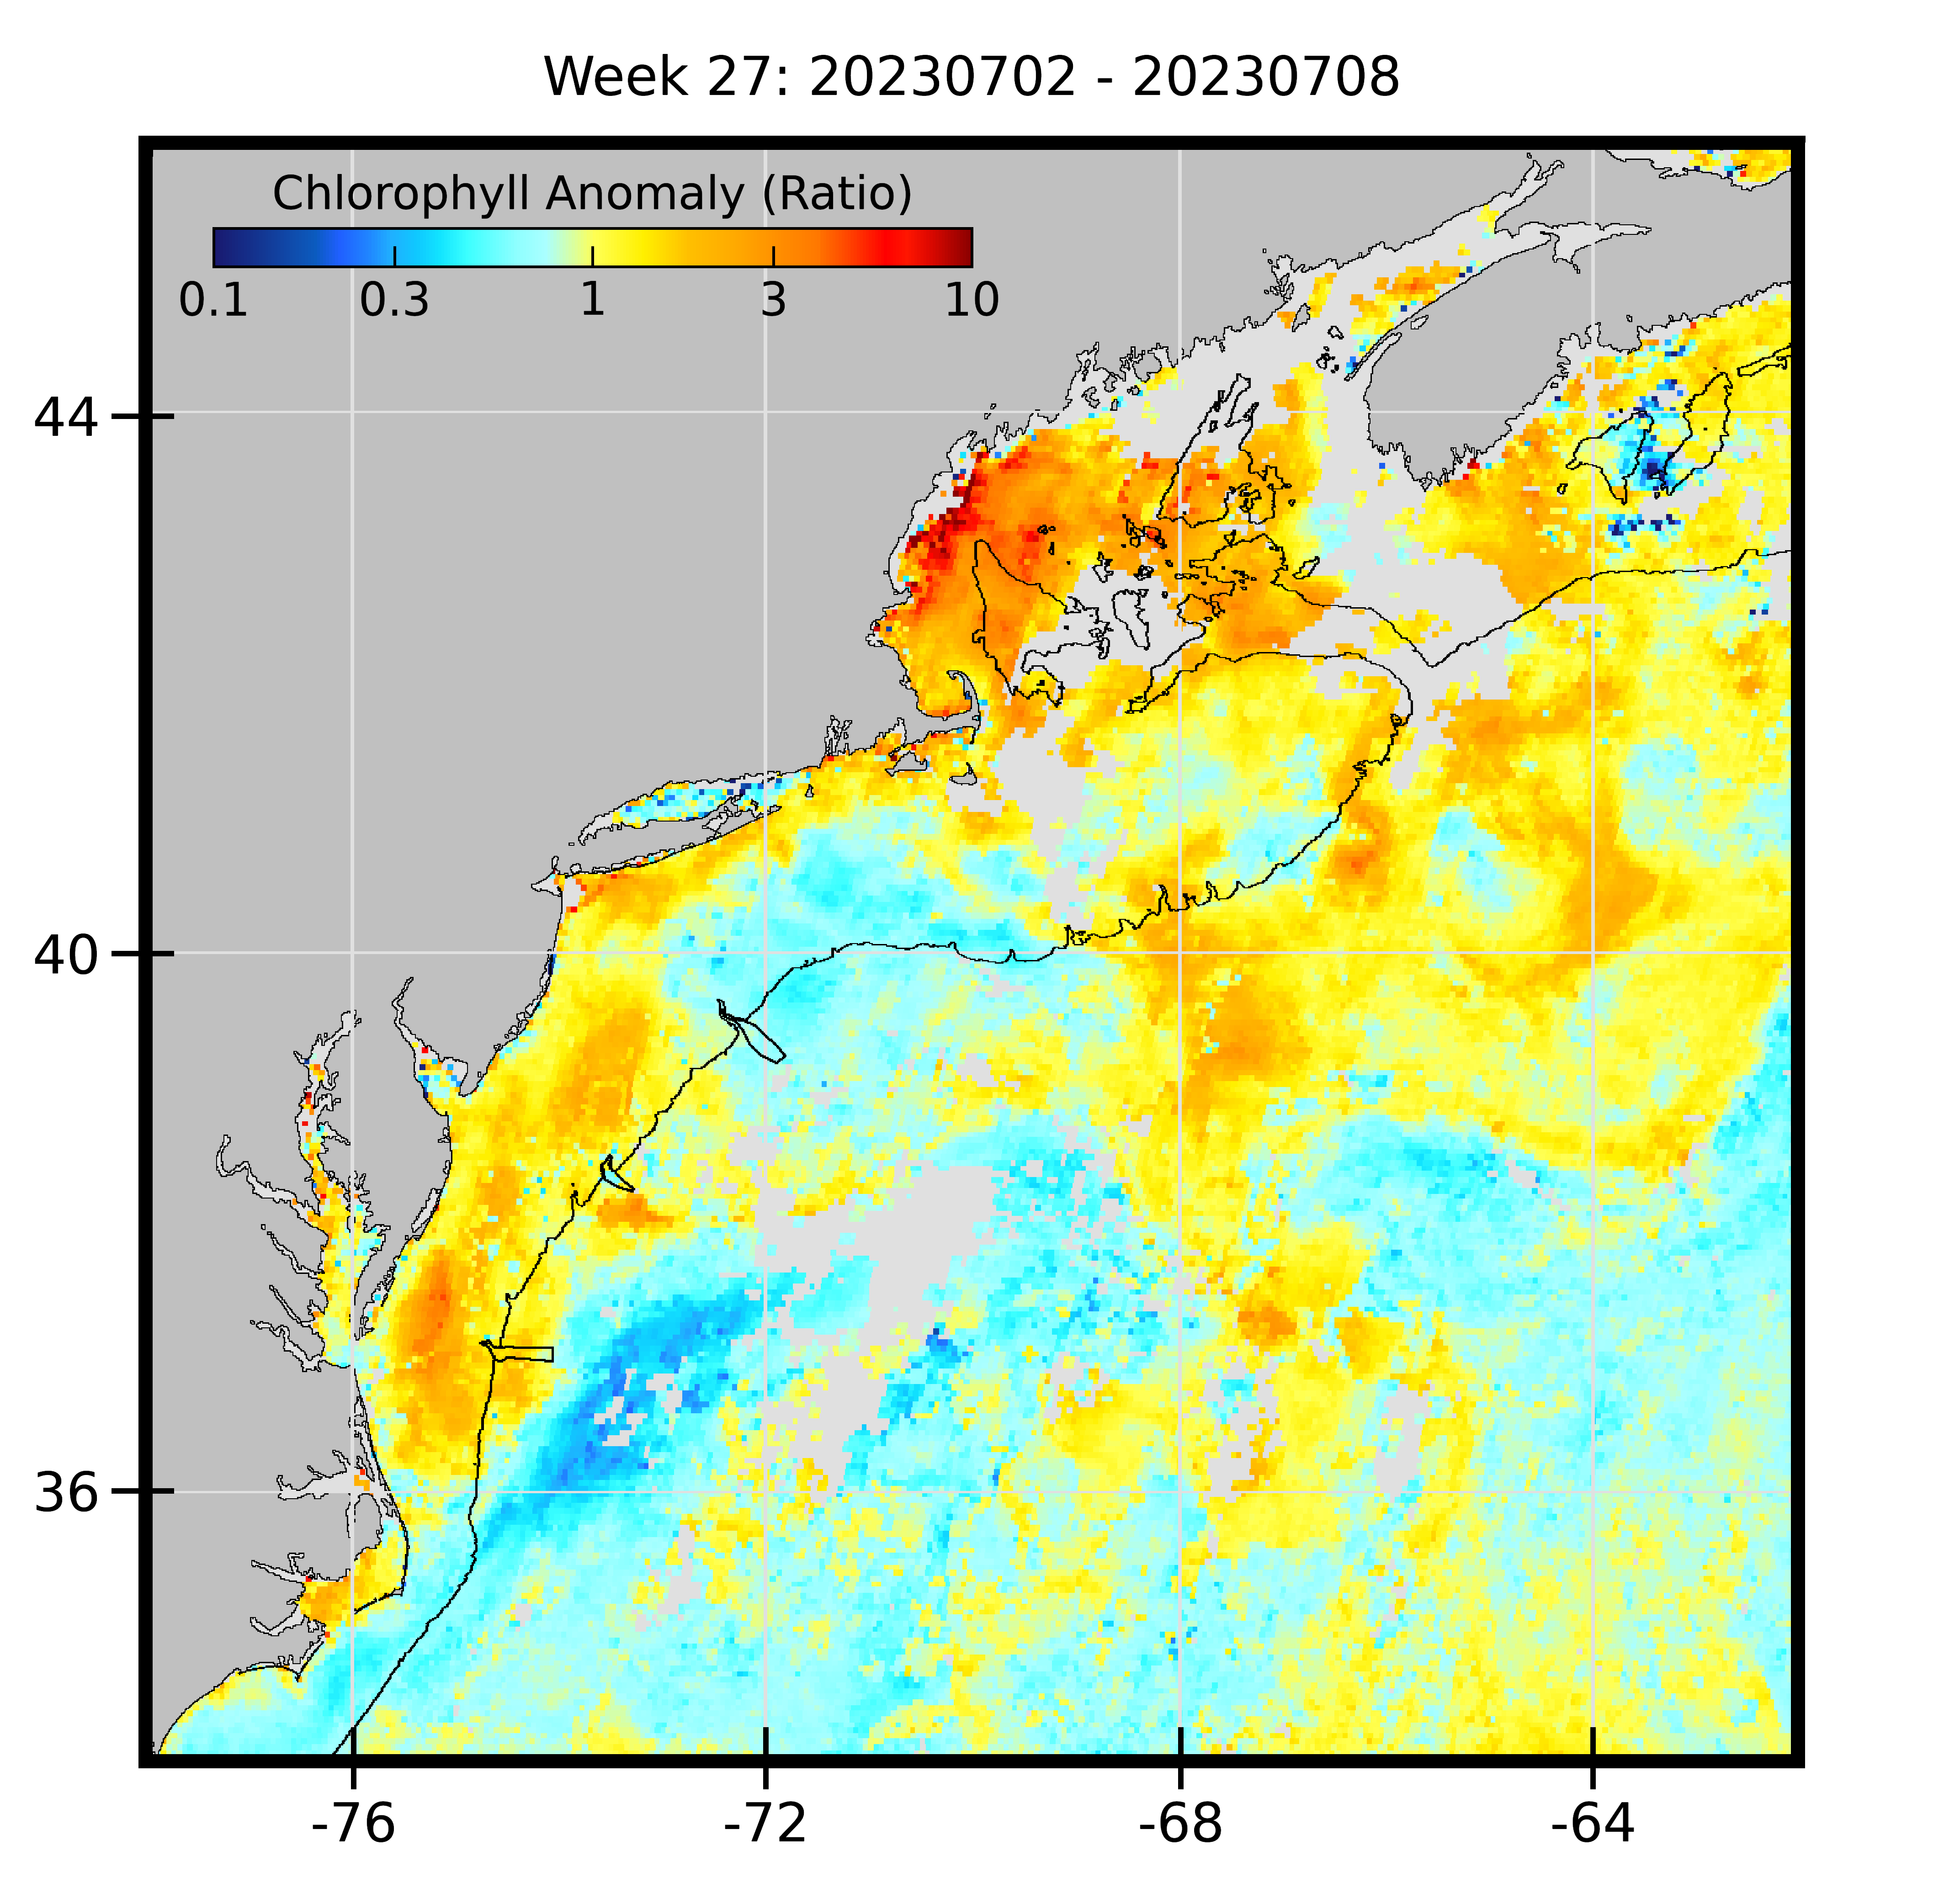 Week 27: 20230702 - 20230708
Chlorophyll Anomaly (Ratio)
0.1 0.3 1 3 10
44
40
36
-76 -72 -68 -64